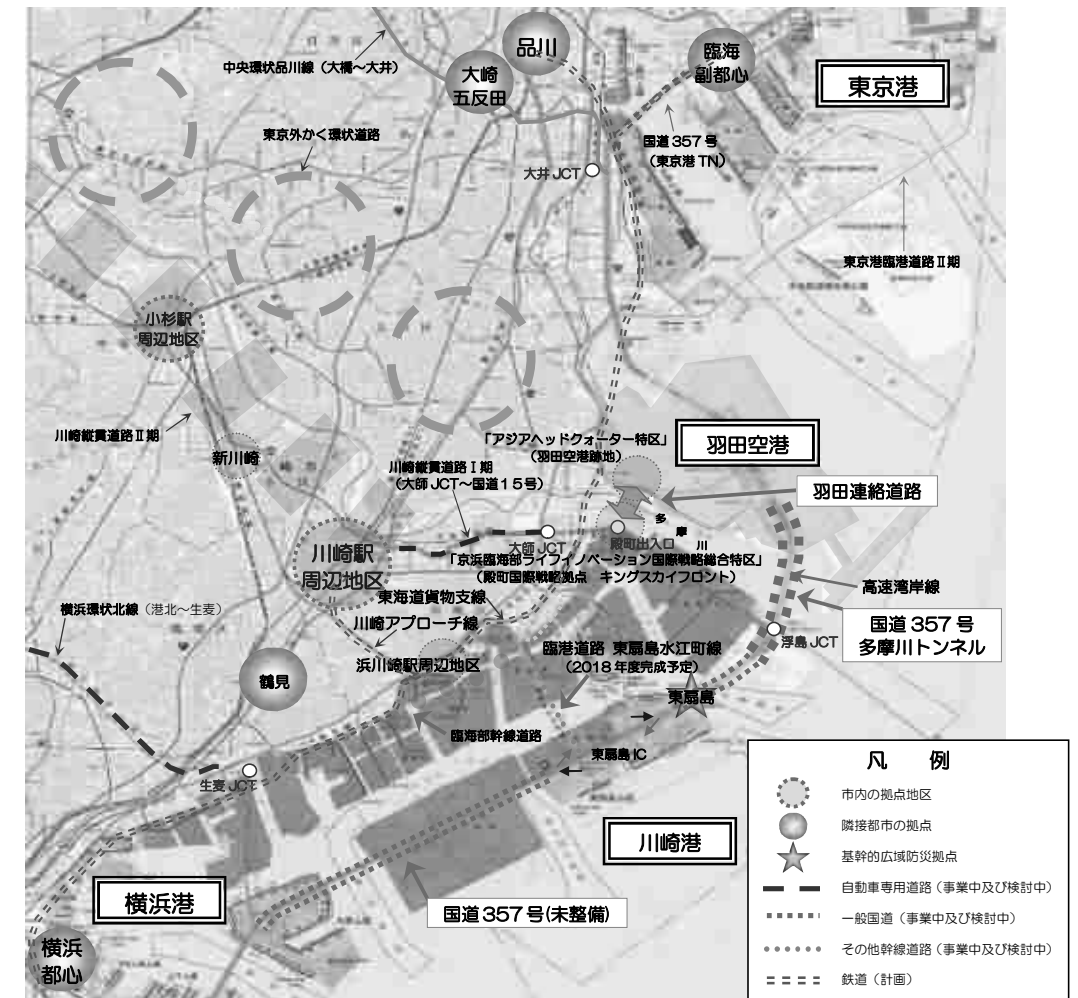 品川
大崎
五反田
臨海
副都心
東京港
中央環状品川線（大橋～大井）
東京外かく環状道路
国道357号
（東京港TN）
大井JCT
東京港臨港道路Ⅱ期
小杉駅
周辺地区
川崎縦貫道路Ⅱ期
新川崎
「アジアヘッドクォーター特区」
（羽田空港跡地）
羽田空港
川崎縦貫道路Ⅰ期
（大師JCT～国道15号）
羽田連絡道路
多
摩
川
川崎駅
周辺地区
大師JCT
殿町出入口
「京浜臨海部ライフイノベーション国際戦略総合特区」
（殿町国際戦略拠点　キングスカイフロント）
東海道貨物支線
高速湾岸線
横浜環状北線（港北～生麦）
川崎アプローチ線
国道357号
多摩川トンネル
浜川崎駅周辺地区
臨港道路 東扇島水江町線
（2018年度完成予定）
浮島JCT
鶴見
東扇島
臨海部幹線道路
東扇島IC
生麦JCT
川崎港
横浜港
国道357号(未整備)
横浜
都心
凡　例
市内の拠点地区
隣接都市の拠点
基幹的広域防災拠点
自動車専用道路（事業中及び検討中）
一般国道（事業中及び検討中）
その他幹線道路（事業中及び検討中）
鉄道（計画）